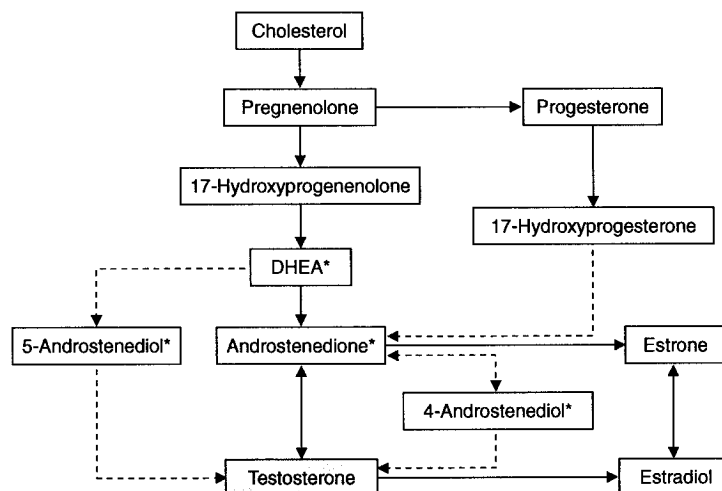 Cholesterol
Pregnenolone
Progesterone
17-Hydroxyprogenenolone
17-Hydroxyprogesterone
DHEA*
5-Androstenediol*
Androstenedione*
Estrone
4-Androstenediol*
Testosterone
Estradiol